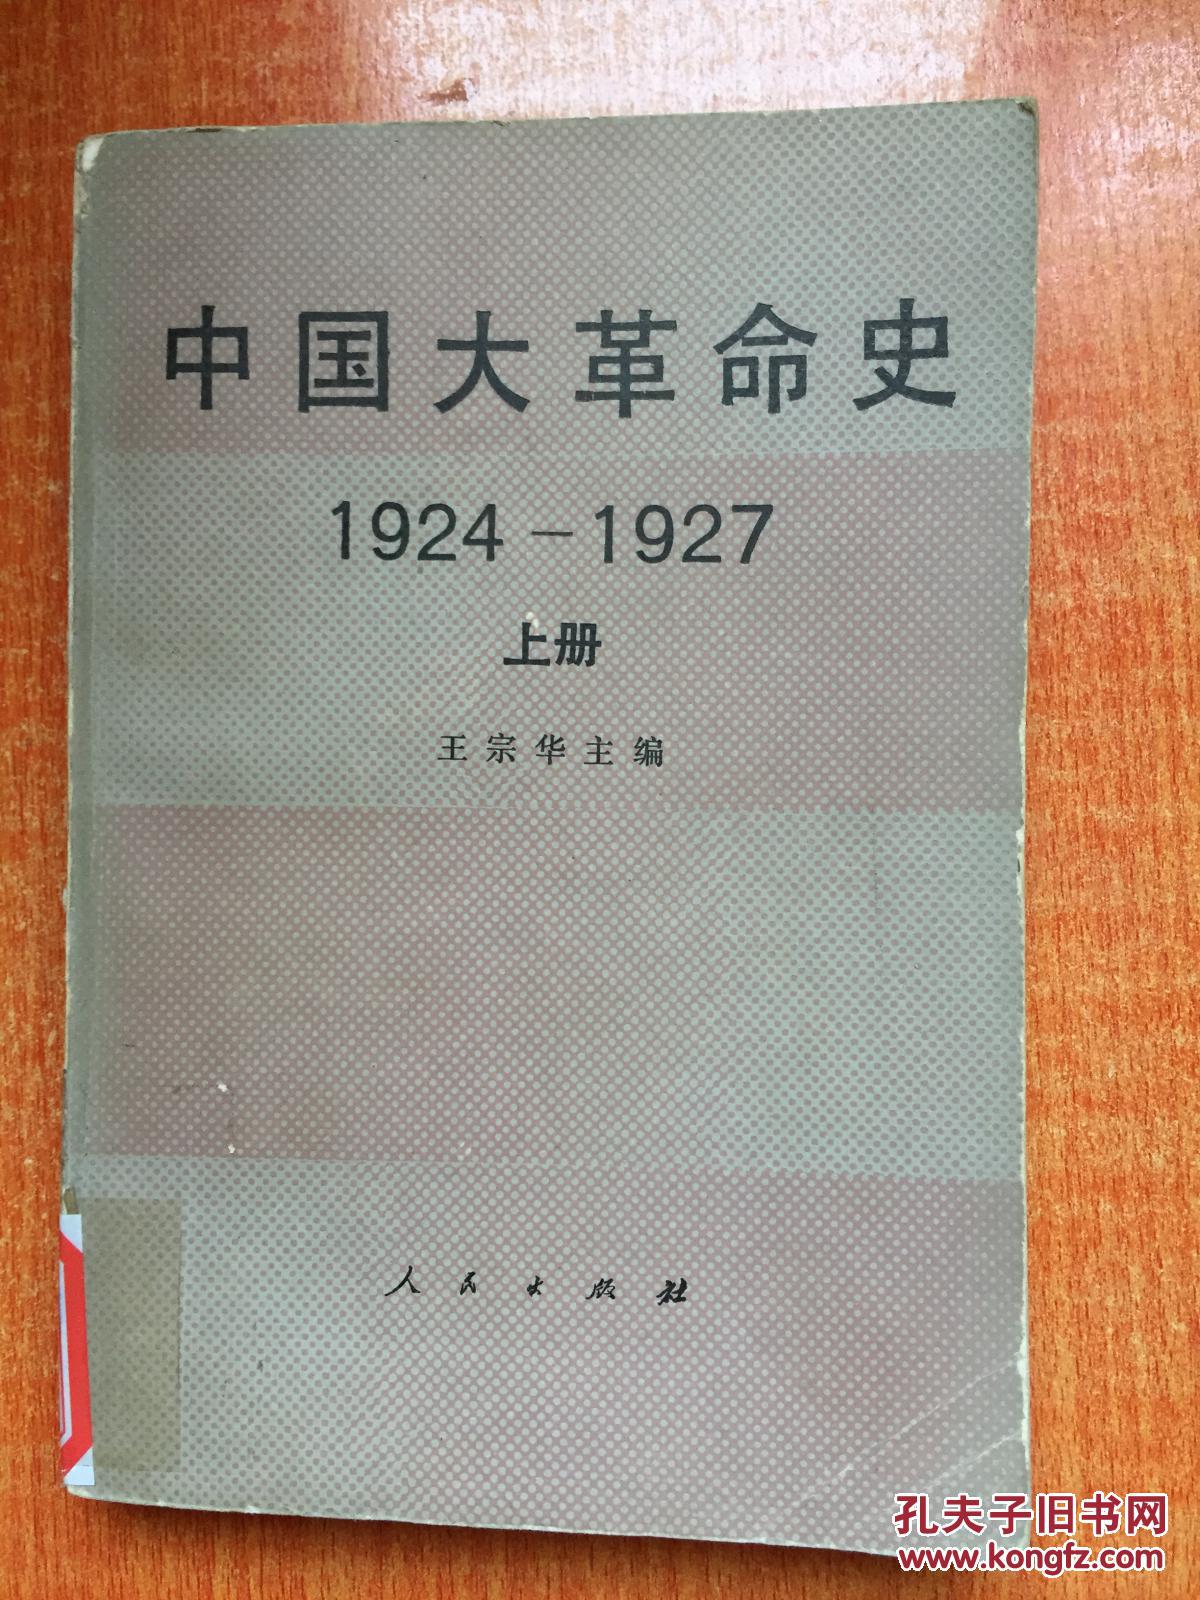 中国大革命史
1924-1927
上册
王宗华主编
人民出版社
孔夫子旧书网
www.kongfz.com